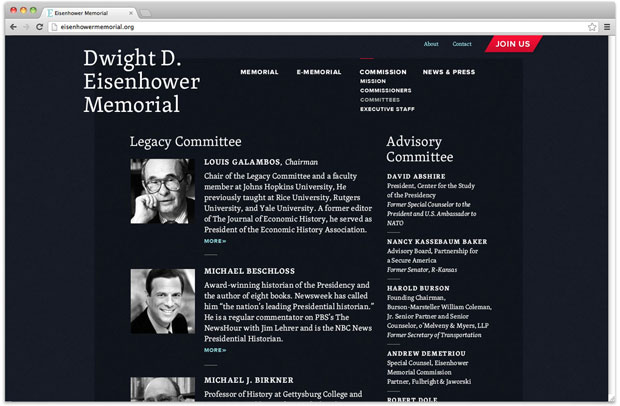 Eisenhower Memorial
eisenhowermemorial.org
About Contact JOIN US
Dwight D.
Eisenhower
Memorial
MEMORIAL E-MEMORIAL COMMISSION NEWS & PRESS
MISSION
COMMISSIONERS
COMMITTEES
EXECUTIVE STAFF
Legacy Committee
LOUIS GALAMBOS, Chairman
Chair of the Legacy Committee and a faculty
member at Johns Hopkins University, He
previously taught at Rice University, Rutgers
University, and Yale University. A former editor
of The Journal of Economic History, he served as
President of the Economic History Association.
MORE»
MICHAEL BESCHLOSS
Award-winning historian of the Presidency and
the author of eight books. Newsweek has called
him “the nation’s leading Presidential historian.”
He is a regular commentator on PBS’s The
NewsHour with Jim Lehrer and is the NBC News
Presidential Historian.
MORE»
MICHAEL J. BIRKNER
Professor of History at Gettysburg College and
Advisory
Committee
DAVID ABSHIRE
President, Center for the Study
of the Presidency
Former Special Counselor to the
President and U.S. Ambassador to
NATO
NANCY KASSEBAUM BAKER
Advisory Board, Partnership for
a Secure America
Former Senator, R-Kansas
HAROLD BURSON
Founding Chairman,
Burson-Marsteller William Coleman,
Jr. Senior Partner and Senior
Counselor, o’Melveny & Myers, LLP
Former Secretary of Transportation
ANDREW DEMETRIOU
Special Counsel, Eisenhower
Memorial Commission
Partner, Fulbright & Jaworski
ROBERT DOLE